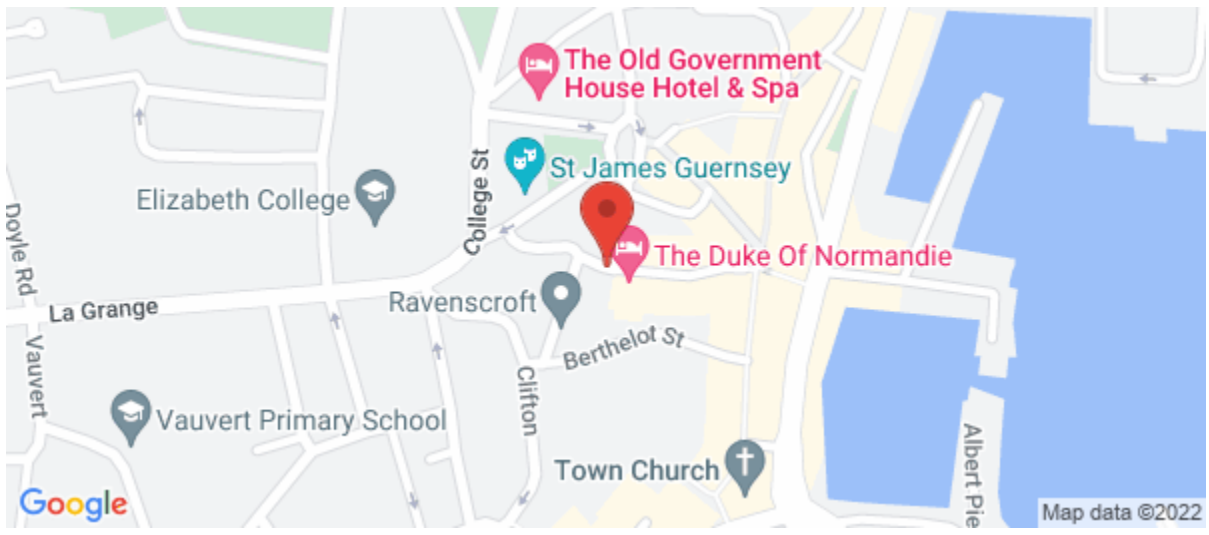 The Old Government
House Hotel & Spa
St James Guernsey
College St
Elizabeth College
Doyle Rd
The Duke Of Normandie
La Grange
Ravenscroft
Vauvert
Berthelot St
Clifton
Vauvert Primary School
Albert Pie
Town Church
Google
Map data ©2022